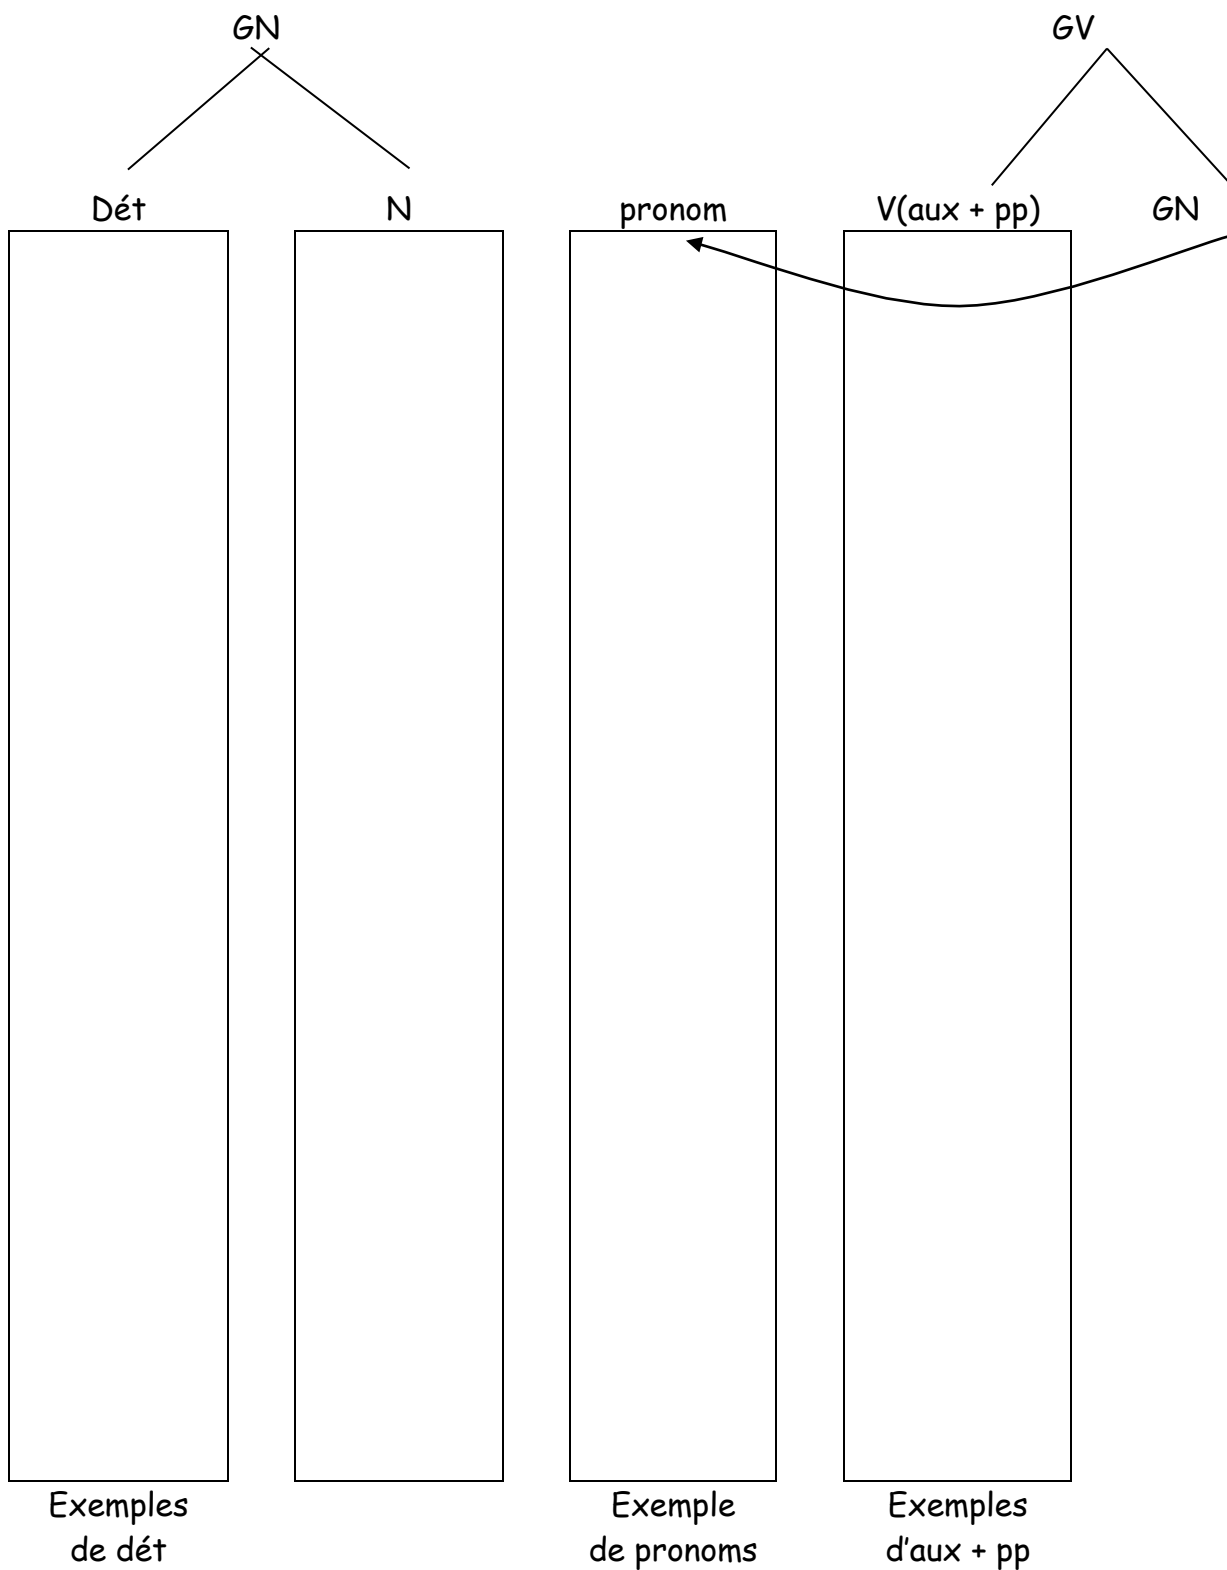 GN
GV
Dét
N
pronom
V(aux + pp)
GN
Exemples
de dét
Exemple
de pronoms
Exemples
d'aux + pp